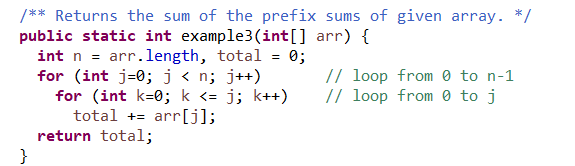 /** Returns the sum of the prefix sums of given array. */
public static int example3(int[] arr) {
  int n = arr.length, total = 0;
  for (int j=0; j < n; j++)        // loop from 0 to n-1
    for (int k=0; k <= j; k++)     // loop from 0 to j
      total += arr[j];
  return total;
}